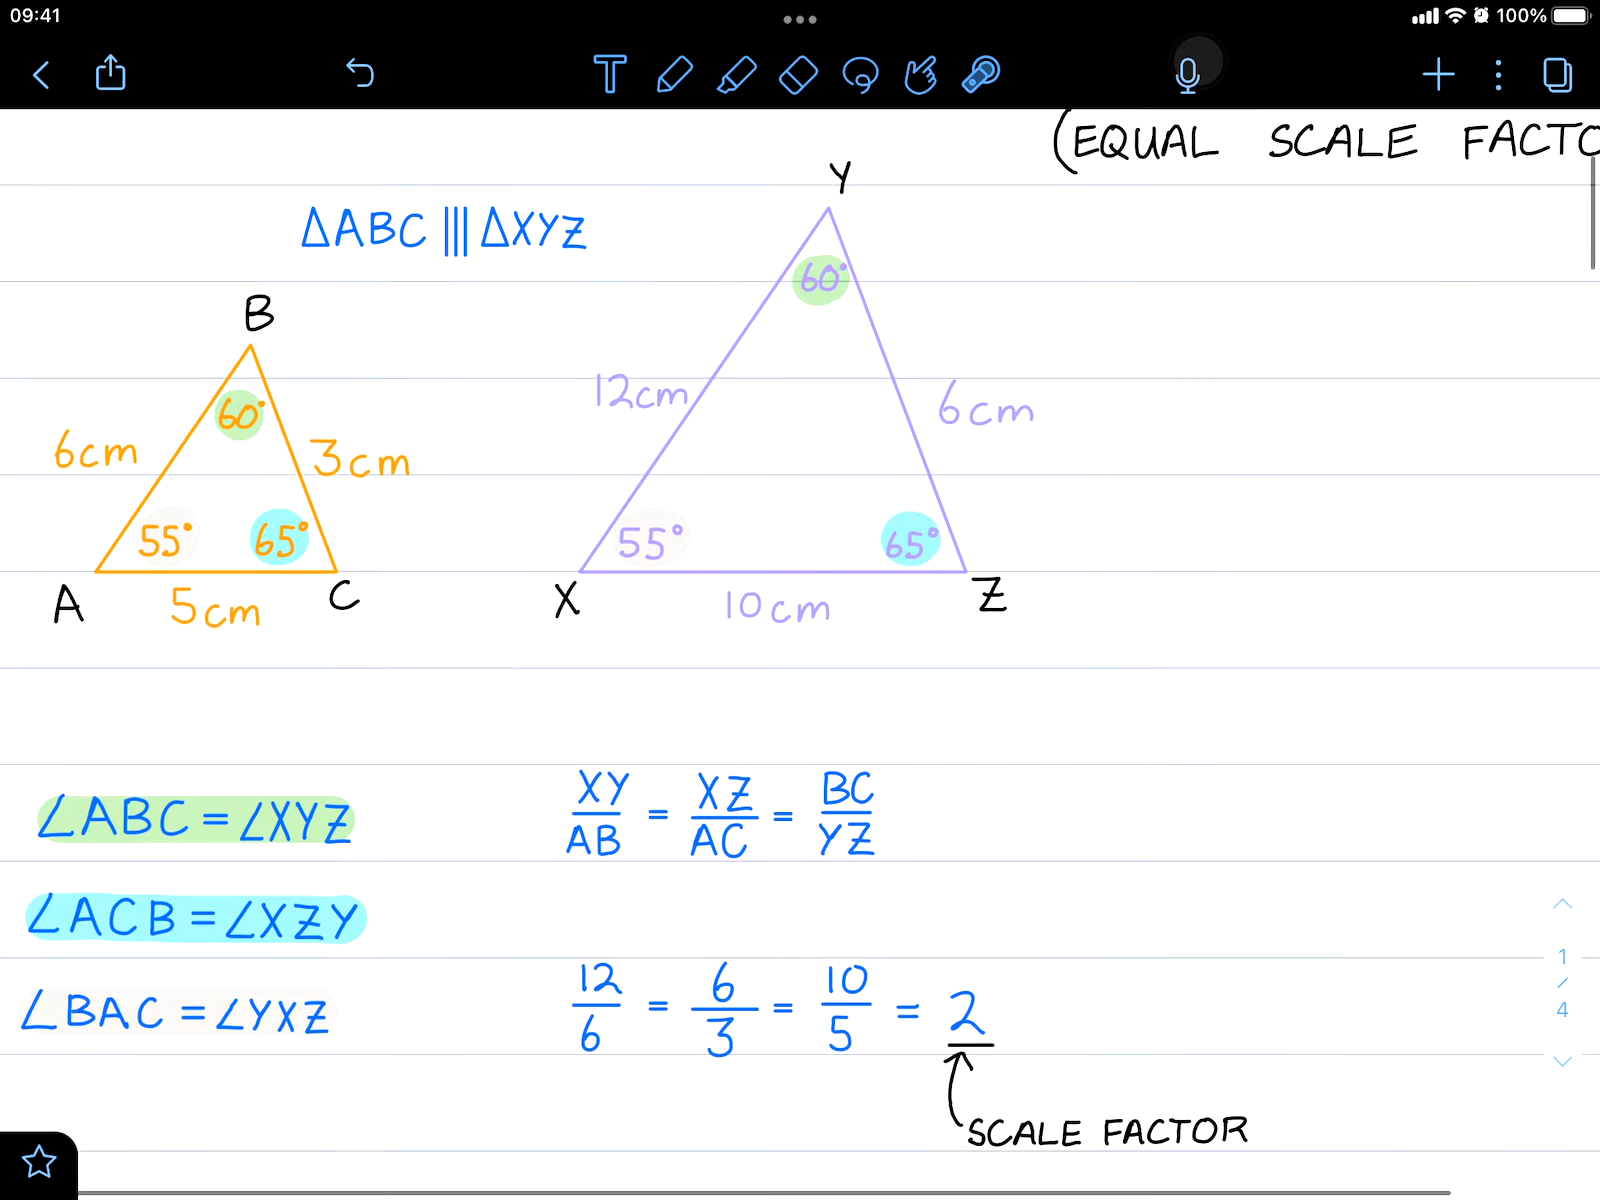 09:41
100%
(EQUAL SCALE FACTO
Y
ΔABC ||| ΔXYZ
60°
B
12cm
6cm
60°
6cm
3cm
55°
65°
55°
65°
A
5cm
C
X
10cm
Z
∠ABC = ∠XYZ
XY/AB = XZ/AC = BC/YZ
∠ACB = ∠XZY
∠BAC = ∠YXZ
12/6 = 6/3 = 10/5 = 2
1/4
SCALE FACTOR